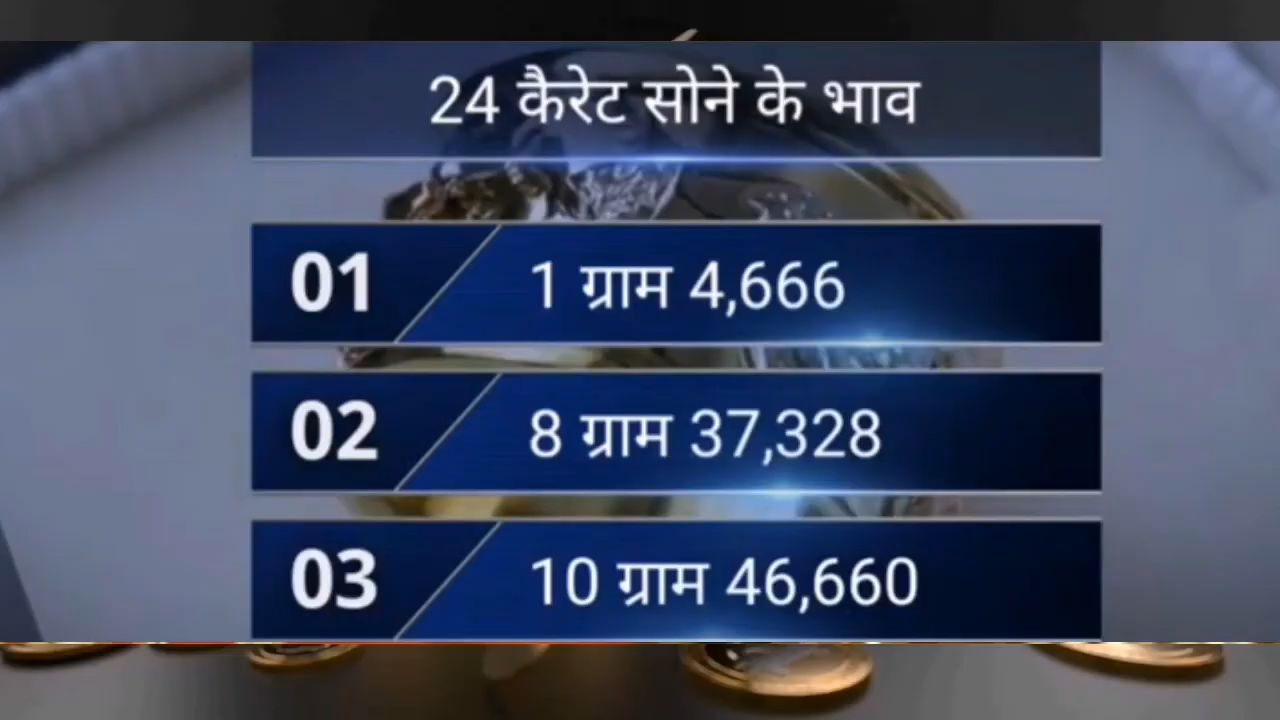 24 कैरेट सोने के भाव
01 1 ग्राम 4,666
02 8 ग्राम 37,328
03 10 ग्राम 46,660